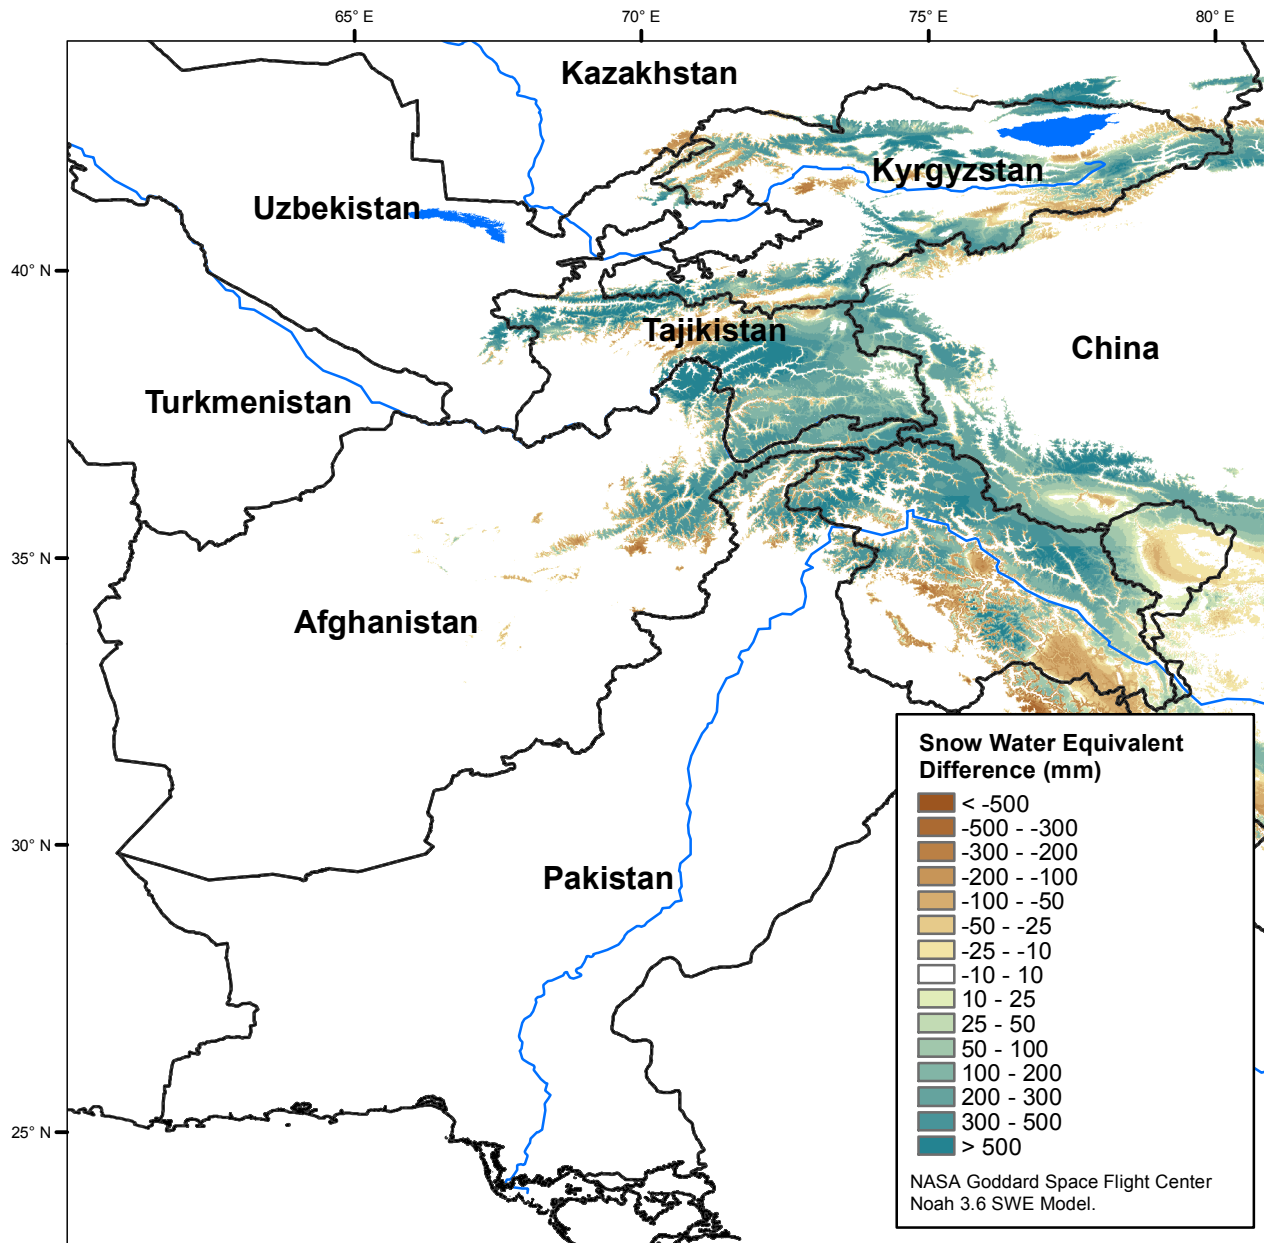 65° E
70° E
75° E
80° E
Kazakhstan
Kyrgyzstan
Uzbekistan
40° N
Tajikistan
China
Turkmenistan
35° N
Afghanistan
30° N
Pakistan
25° N
Snow Water Equivalent
Difference (mm)
< -500
-500 - -300
-300 - -200
-200 - -100
-100 - -50
-50 - -25
-25 - -10
-10 - 10
10 - 25
25 - 50
50 - 100
100 - 200
200 - 300
300 - 500
> 500
NASA Goddard Space Flight Center
Noah 3.6 SWE Model.